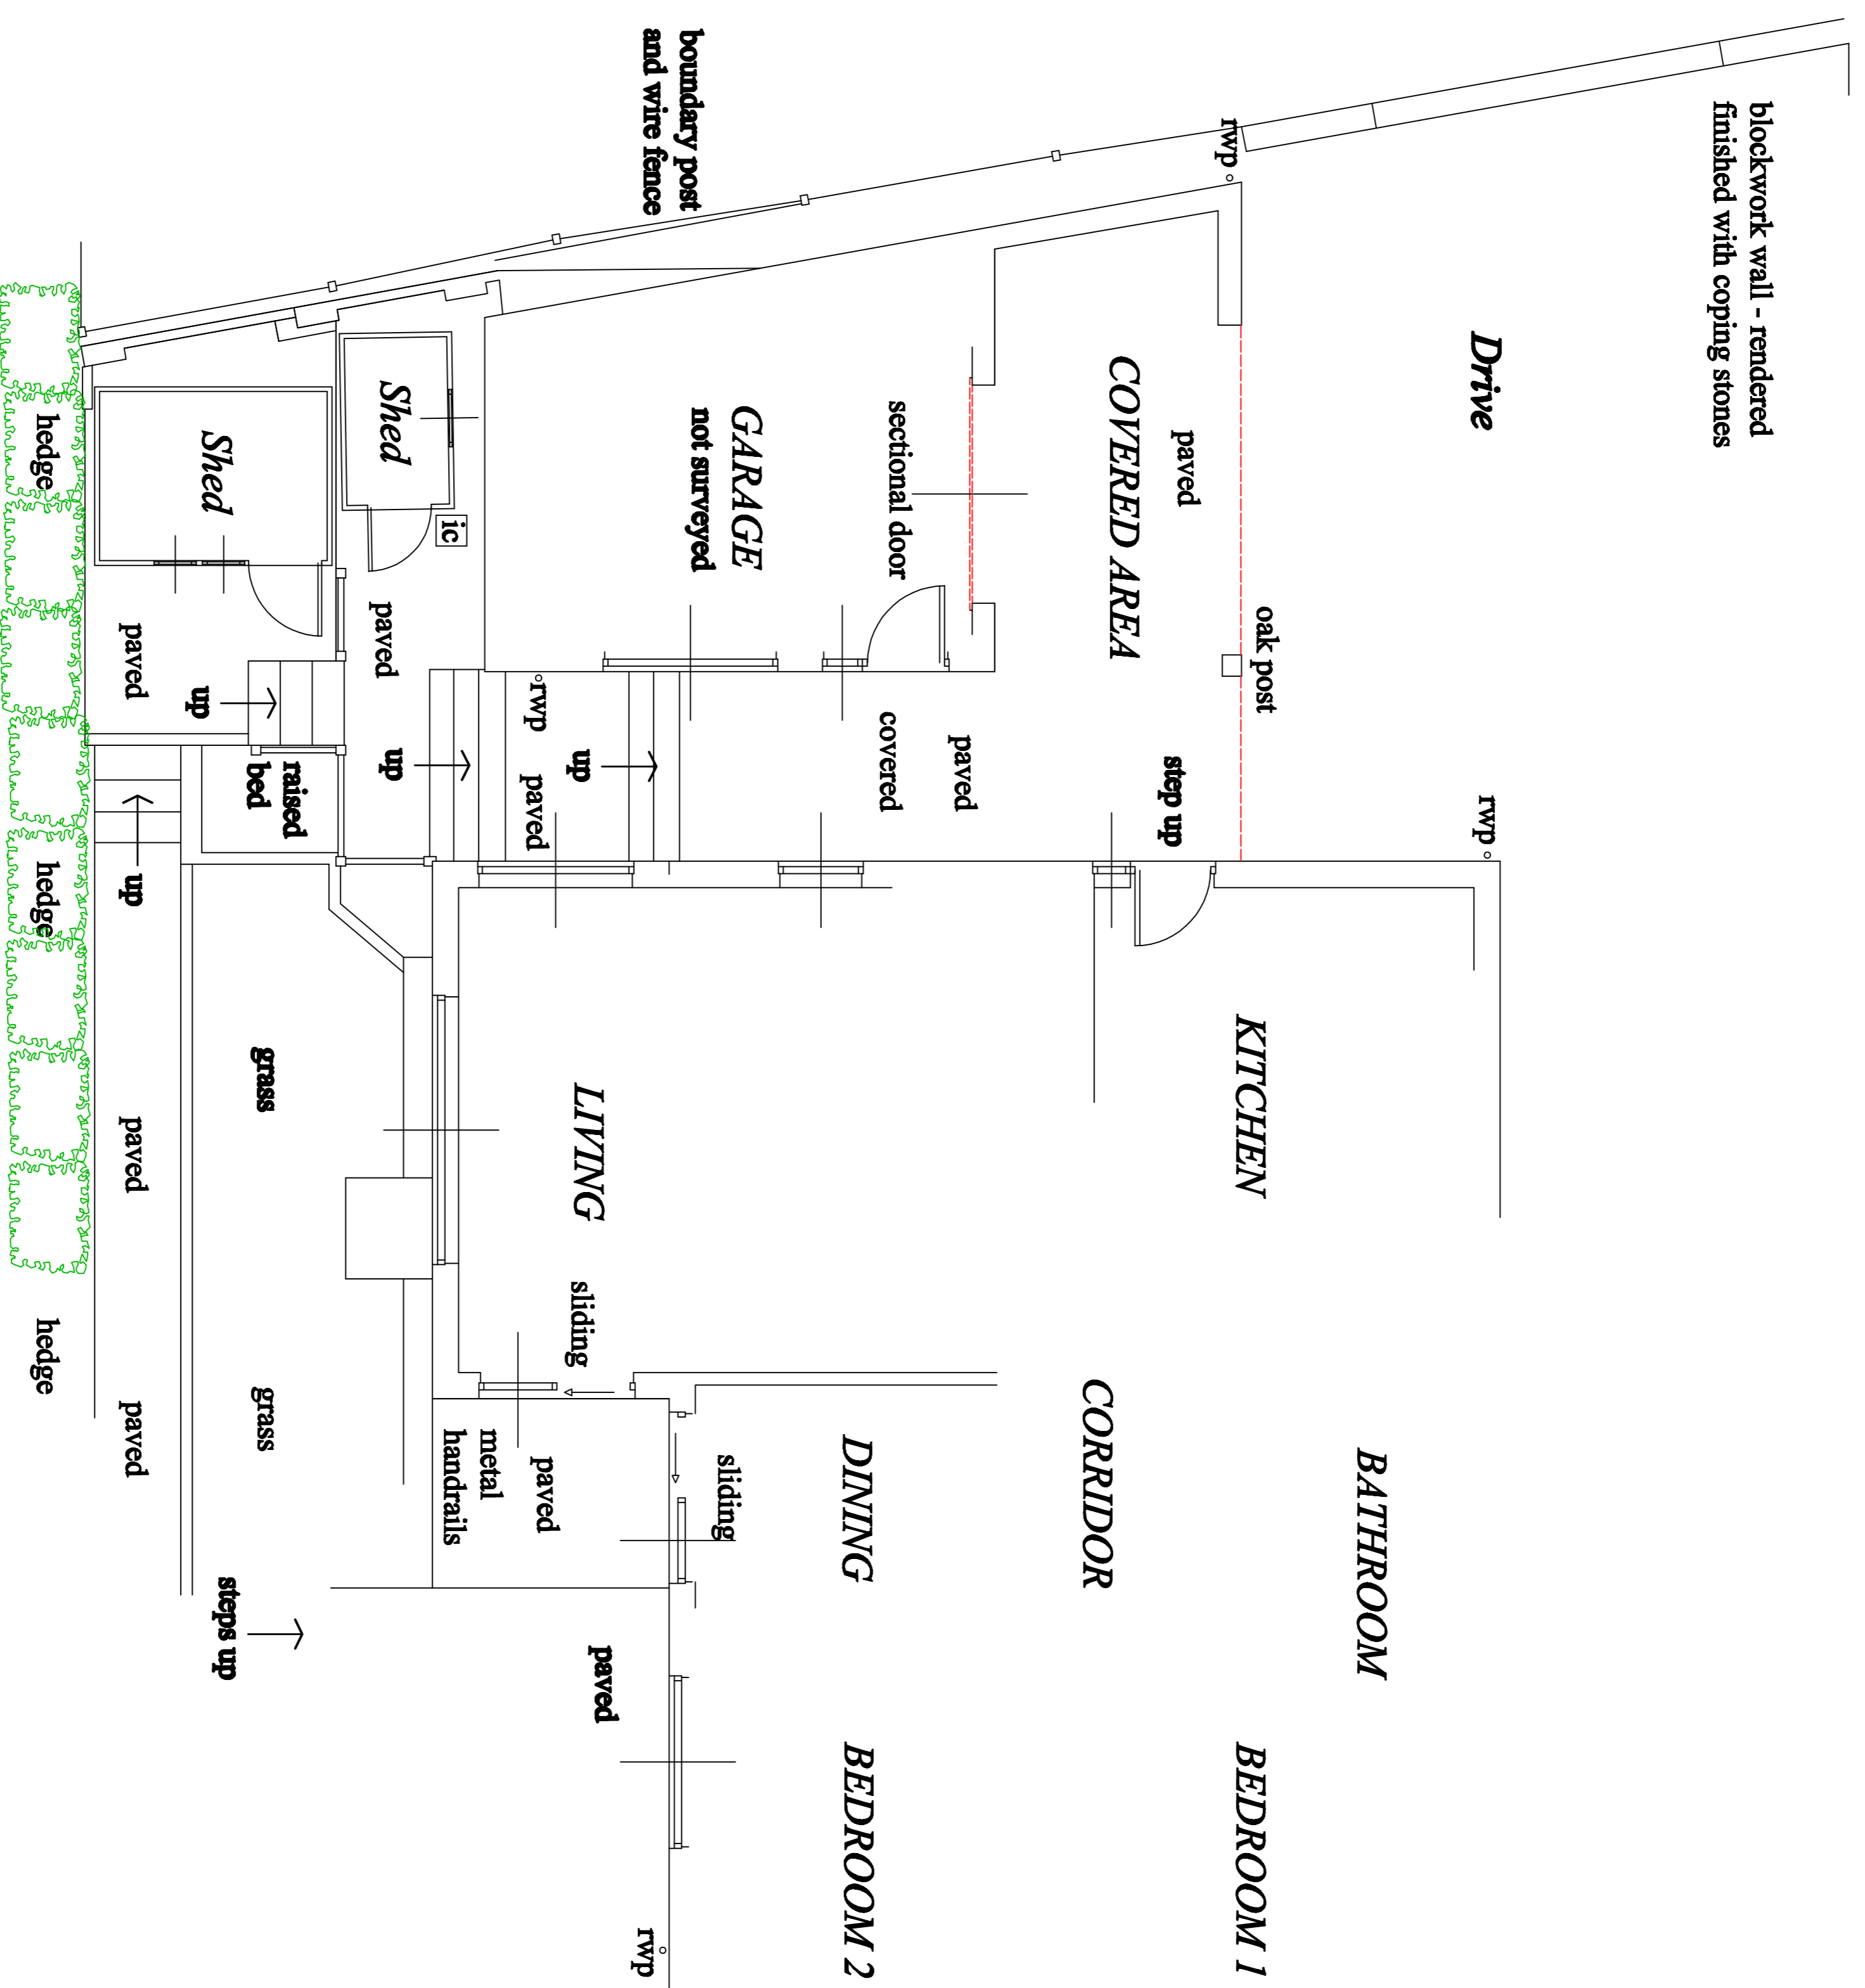 blockwork wall - rendered
finished with coping stones
Drive
rwp
BATHROOM
oak post
KITCHEN
BEDROOM 1
rwp
paved
step up
COVERED AREA
CORRIDOR
paved
sectional door
covered
DINING
BEDROOM 2
GARAGE
not surveyed
sliding
boundary post
and wire fence
rwp
paved
up
LIVING
sliding
rwp
paved
paved
metal
handrails
ic
Shed
paved
up
raised
bed
grass
grass
Shed
up
steps up
paved
up
paved
paved
hedge
hedge
hedge